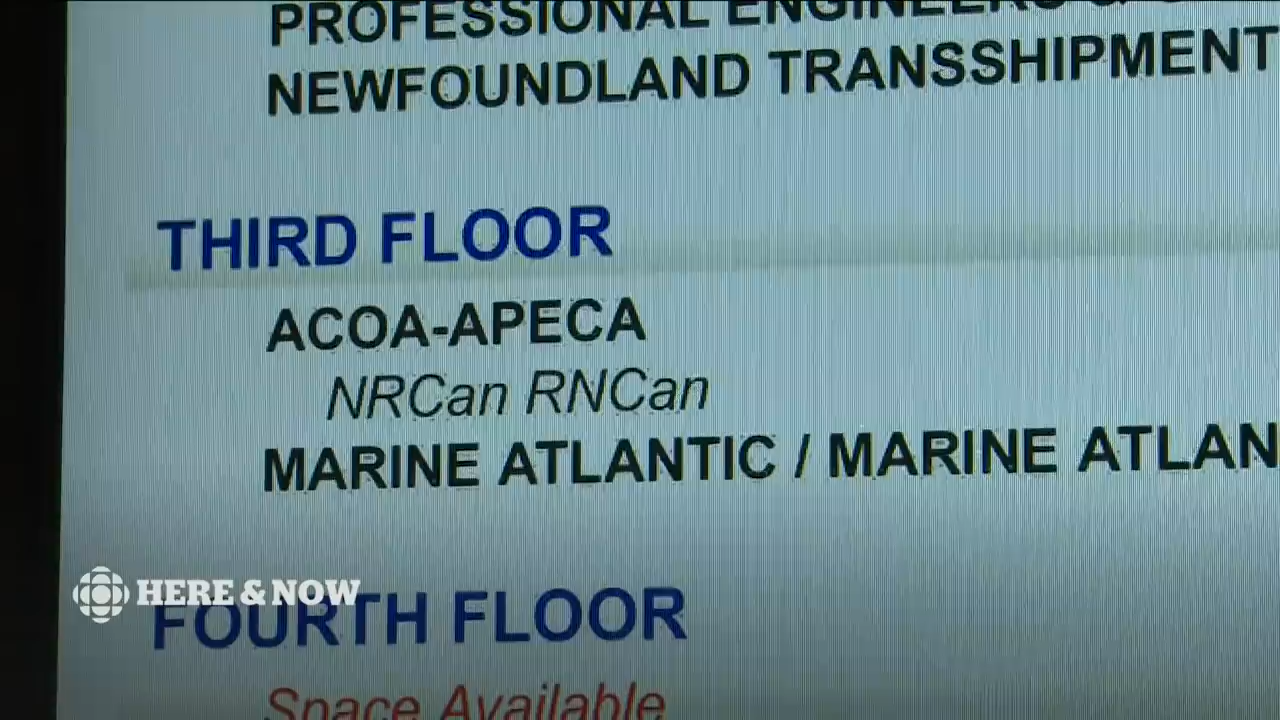 PROFESSIONAL ENGINEERS &
NEWFOUNDLAND TRANSSHIPMENT
THIRD FLOOR
ACOA-APECA
NRCan RNCan
MARINE ATLANTIC / MARINE ATLAN
HERE & NOW
FOURTH FLOOR
Space Available